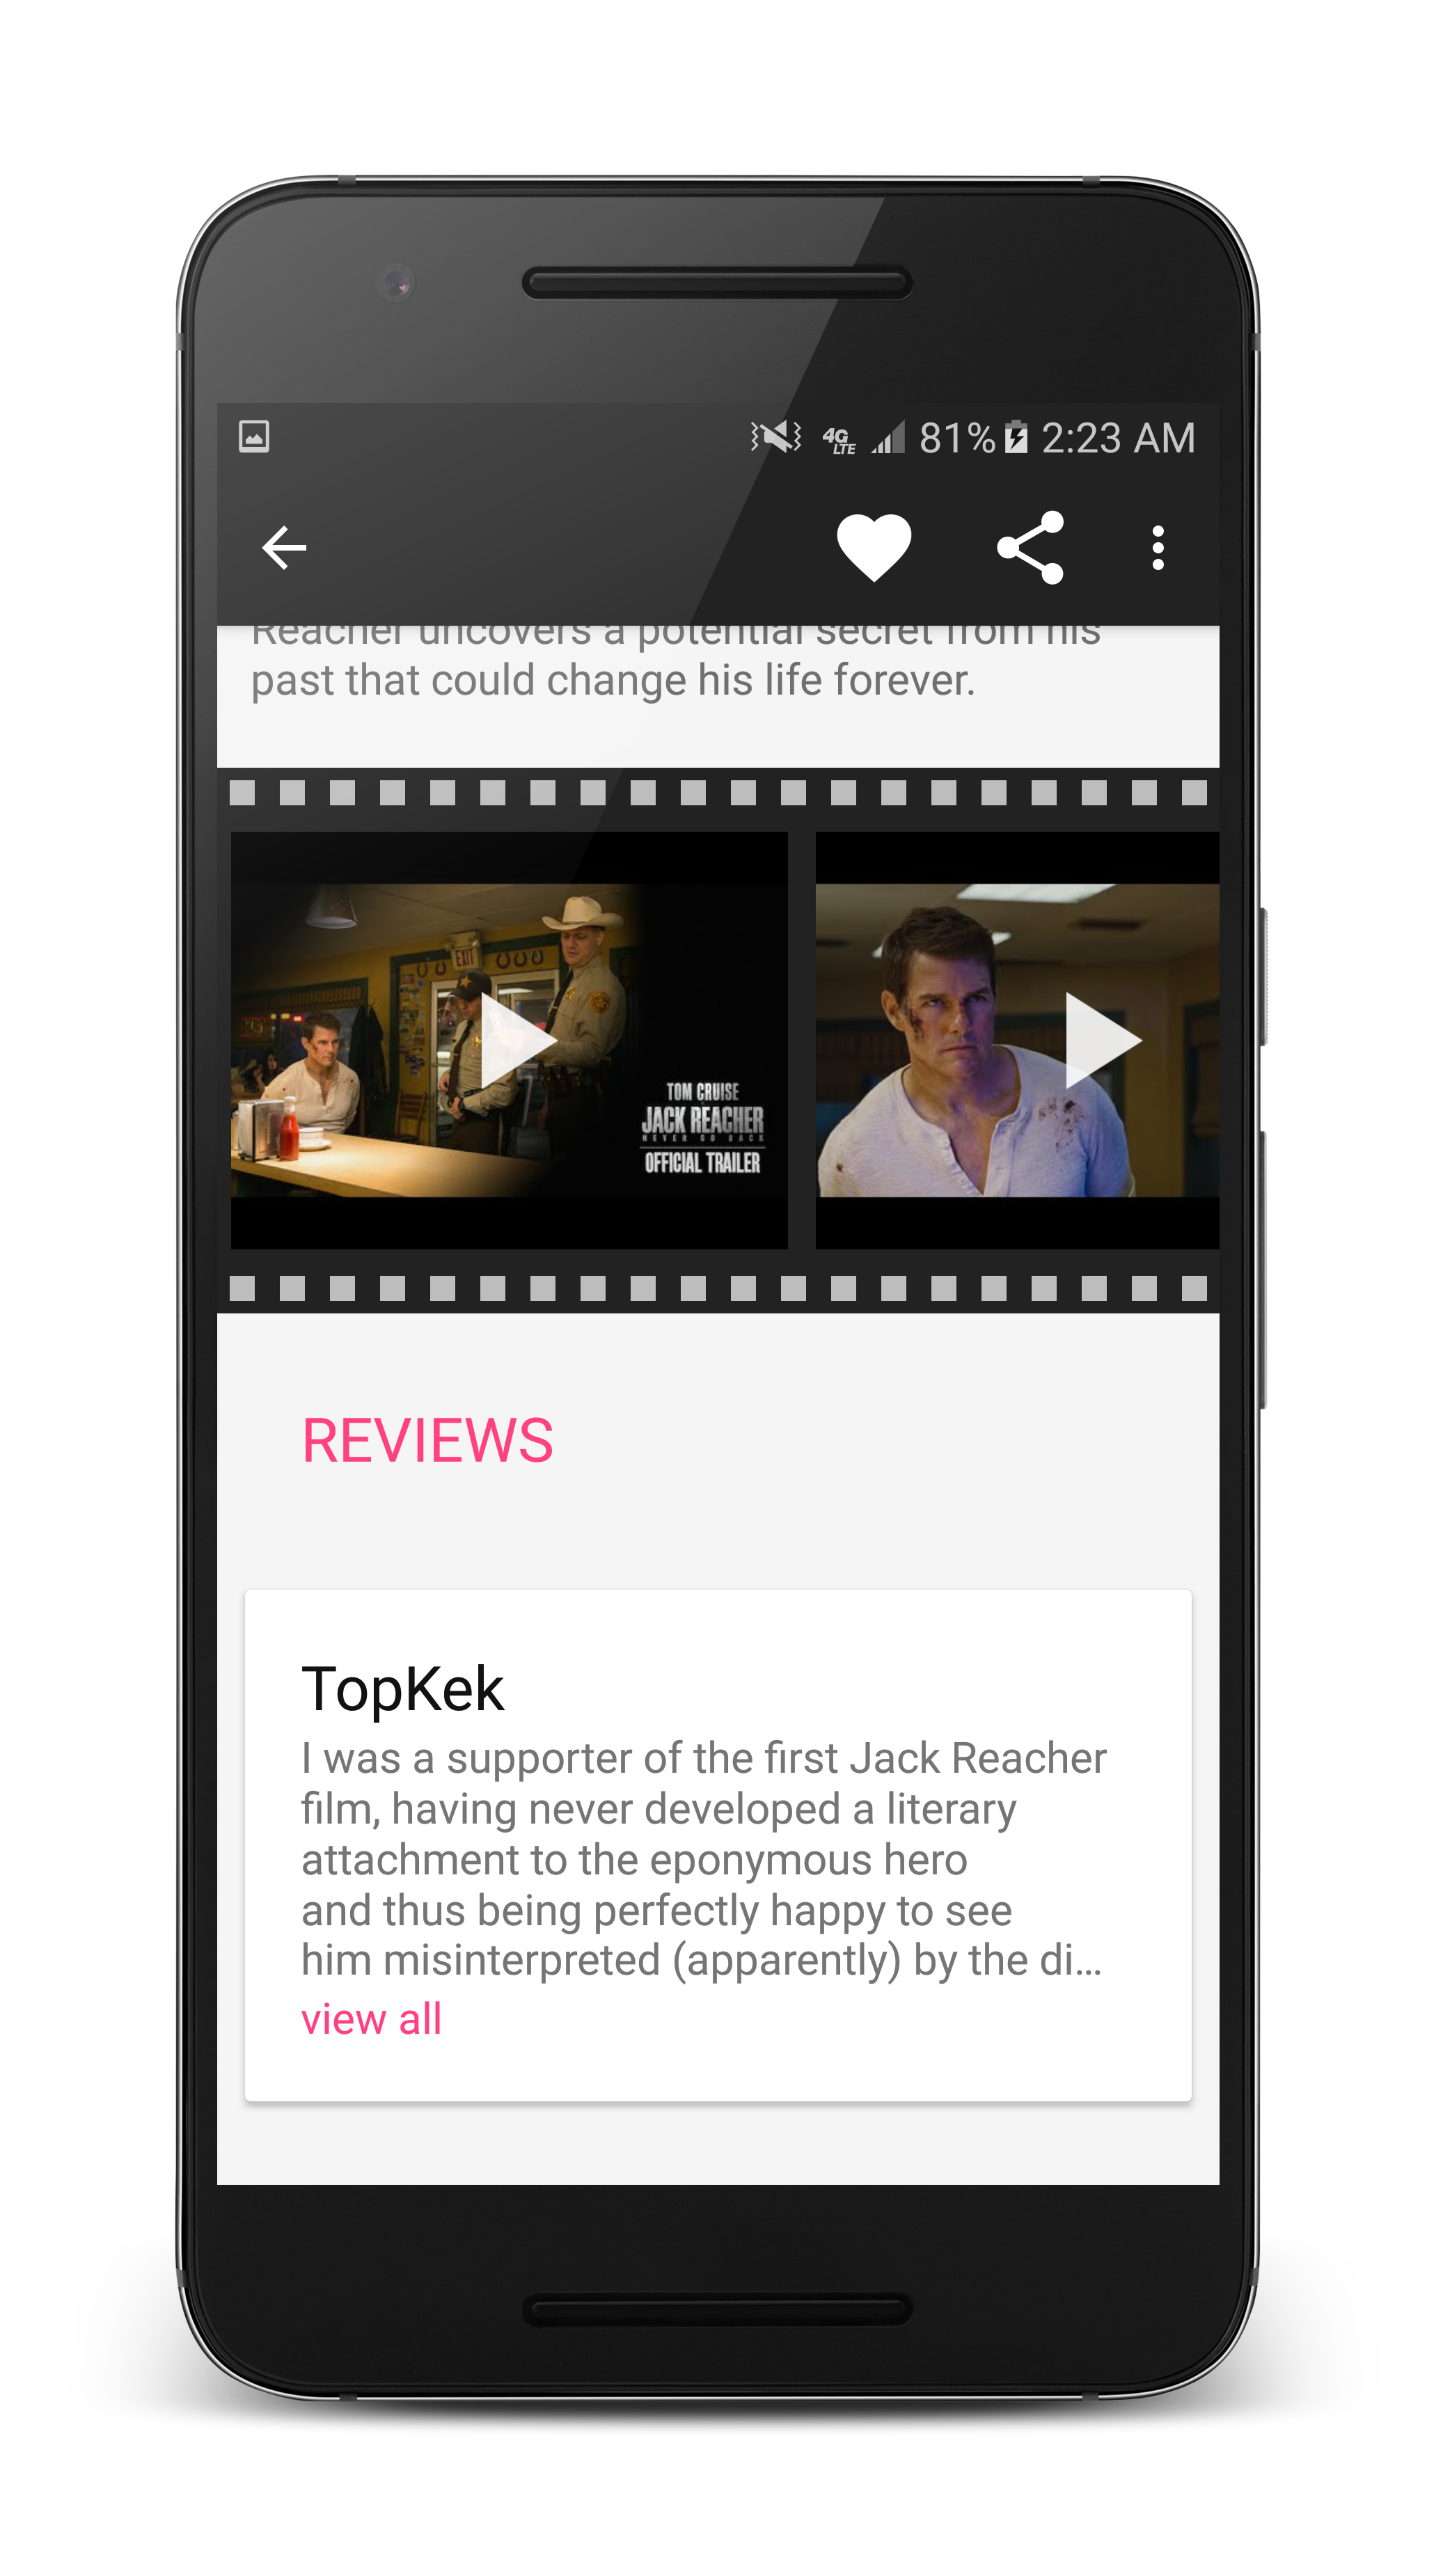 4G LTE 81% 2:23 AM
Reacher uncovers a potential secret from his
past that could change his life forever.
EXIT
TOM CRUISE
JACK REACHER
NEVER GO BACK
OFFICIAL TRAILER
REVIEWS
TopKek
I was a supporter of the first Jack Reacher
film, having never developed a literary
attachment to the eponymous hero
and thus being perfectly happy to see
him misinterpreted (apparently) by the di...
view all